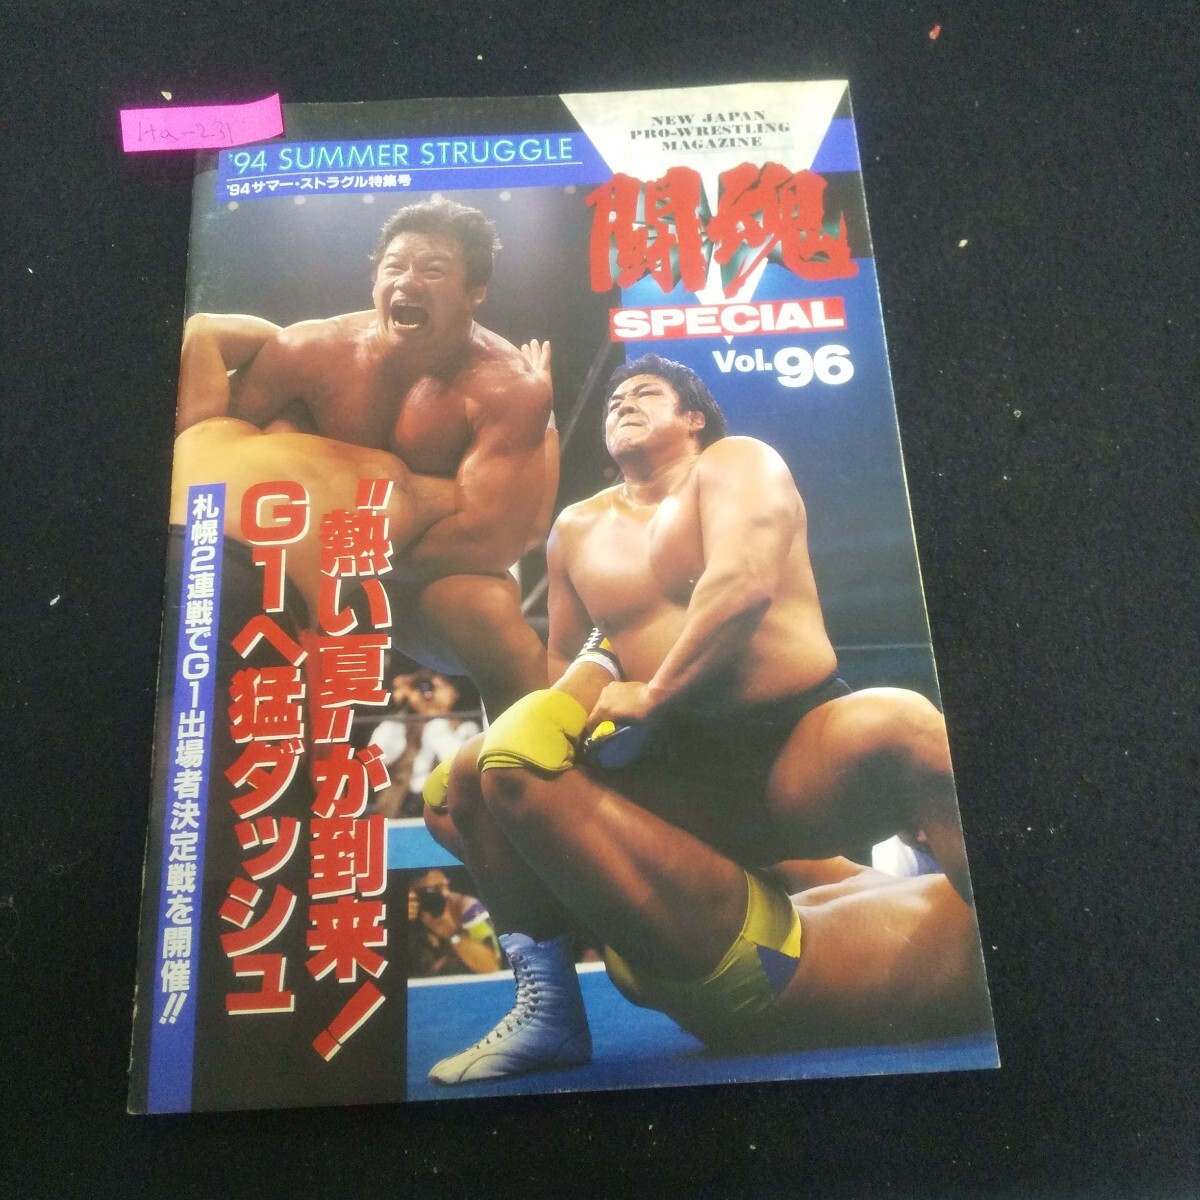 Ha-231
'94 SUMMER STRUGGLE
'94サマー・ストラグル特集号
NEW JAPAN
PRO-WRESTLING
MAGAZINE
闘魂
SPECIAL
Vol.96
"熱い夏"が到来!
G1へ猛ダッシュ
札幌2連戦でG1出場者決定戦を開催!!